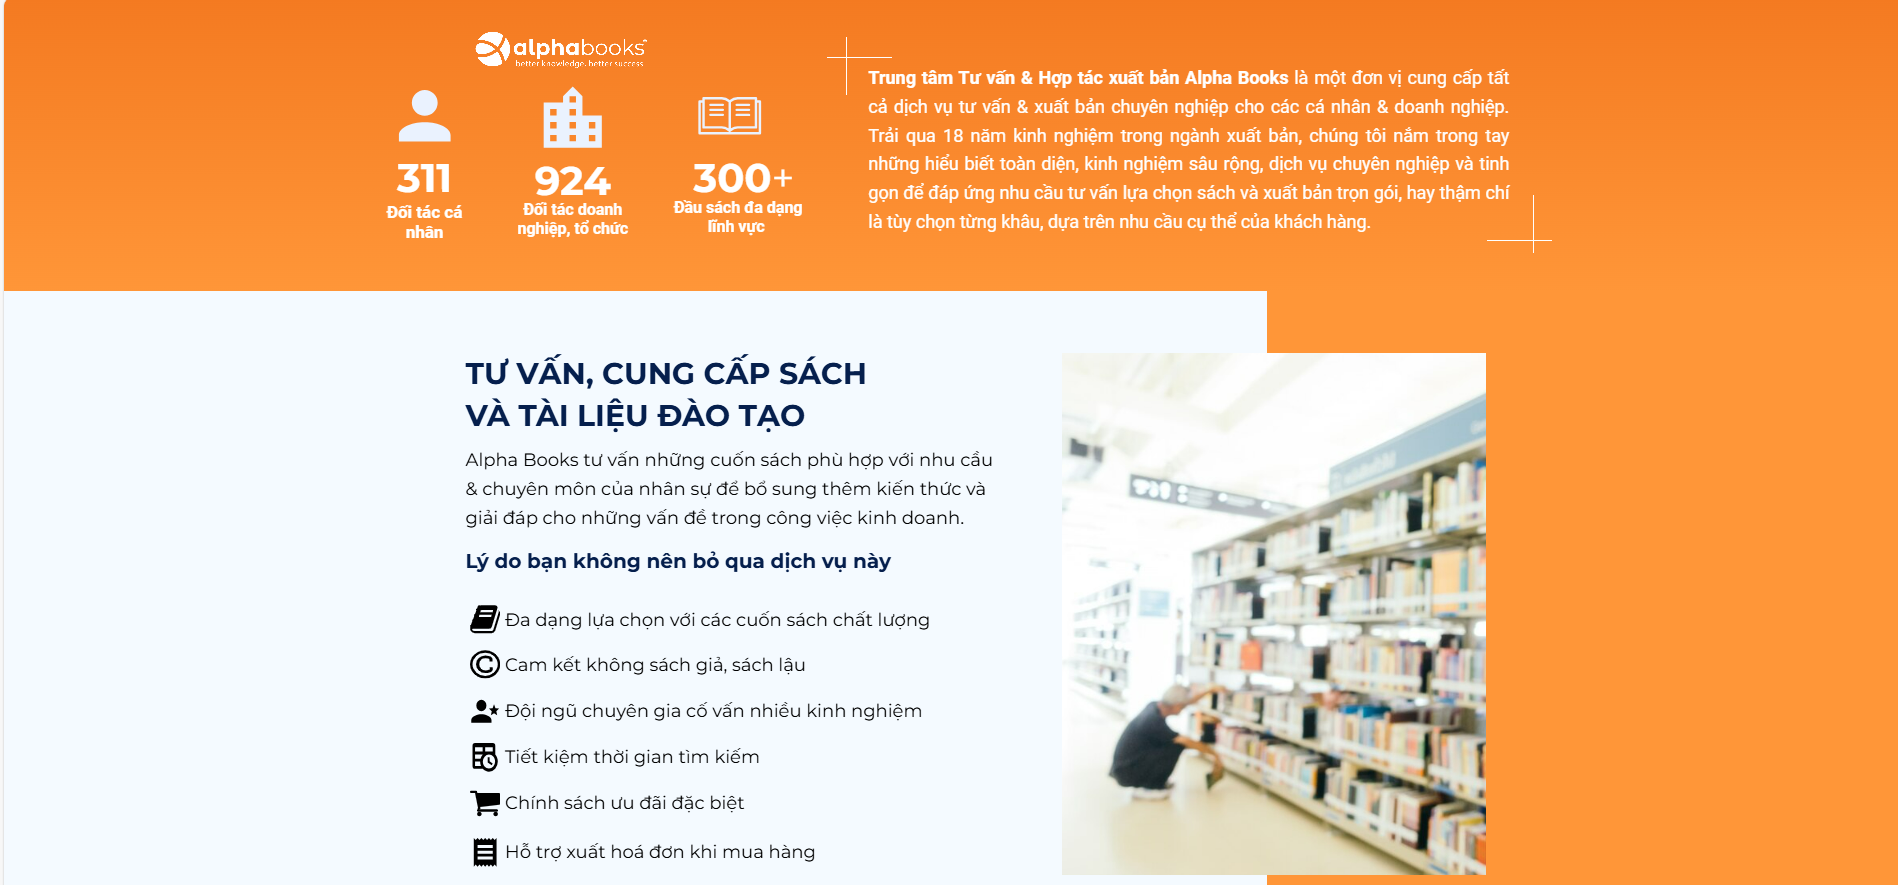 alphabooks
better knowledge. better success
311
Đối tác cá
nhân
924
Đối tác doanh
nghiệp, tổ chức
300+
Đầu sách đa dạng
lĩnh vực
Trung tâm Tư vấn & Hợp tác xuất bản Alpha Books là một đơn vị cung cấp tất
cả dịch vụ tư vấn & xuất bản chuyên nghiệp cho các cá nhân & doanh nghiệp.
Trải qua 18 năm kinh nghiệm trong ngành xuất bản, chúng tôi nắm trong tay
những hiểu biết toàn diện, kinh nghiệm sâu rộng, dịch vụ chuyên nghiệp và tinh
gọn để đáp ứng nhu cầu tư vấn lựa chọn sách và xuất bản trọn gói, hay thậm chí
là tùy chọn từng khâu, dựa trên nhu cầu cụ thể của khách hàng.
TƯ VẤN, CUNG CẤP SÁCH
VÀ TÀI LIỆU ĐÀO TẠO
Alpha Books tư vấn những cuốn sách phù hợp với nhu cầu
& chuyên môn của nhân sự để bổ sung thêm kiến thức và
giải đáp cho những vấn đề trong công việc kinh doanh.
Lý do bạn không nên bỏ qua dịch vụ này
Đa dạng lựa chọn với các cuốn sách chất lượng
Cam kết không sách giả, sách lậu
Đội ngũ chuyên gia cố vấn nhiều kinh nghiệm
Tiết kiệm thời gian tìm kiếm
Chính sách ưu đãi đặc biệt
Hỗ trợ xuất hoá đơn khi mua hàng